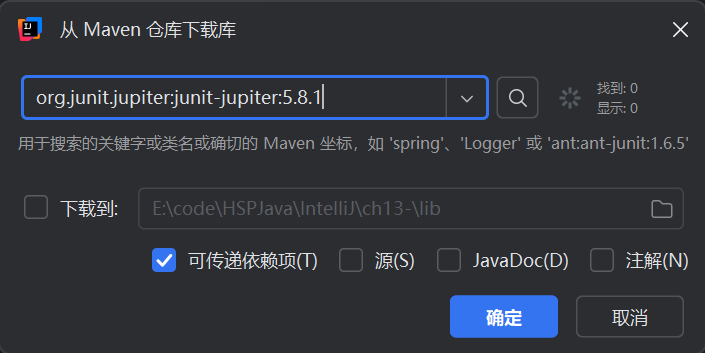 从 Maven 仓库下载库
org.junit.jupiter:junit-jupiter:5.8.1
找到: 0
显示: 0
用于搜索的关键字或类名或确切的 Maven 坐标，如 'spring'、'Logger' 或 'ant:ant-junit:1.6.5'
下载到: E:\code\HSPJava\IntelliJ\ch13-\lib
可传递依赖项(T) 源(S) JavaDoc(D) 注解(N)
确定 取消